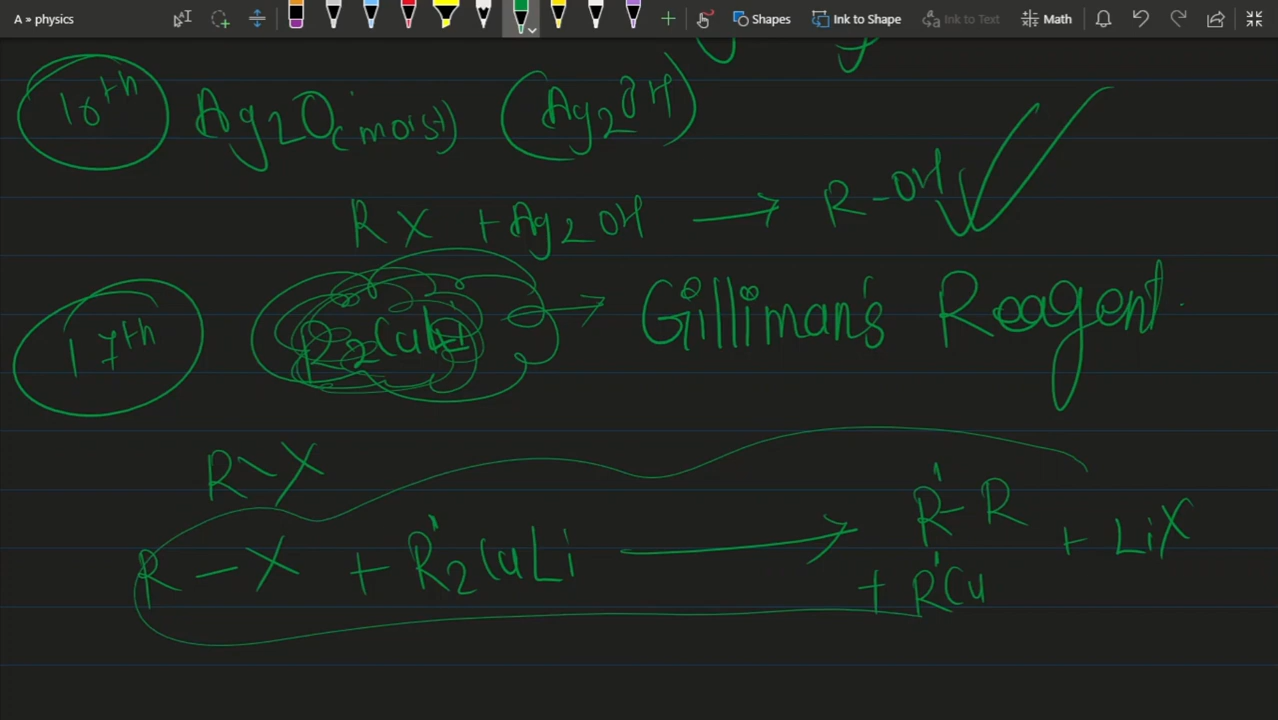 A » physics Shapes Ink to Shape Ink to Text Math
16th Ag2O(moist) Ag2OH
RX + Ag2OH → R-OH
17th R2CuLi → Gilliman's Reagent
R-X
R-X + R'2CuLi → R'-R + LiX
+ R'Cu